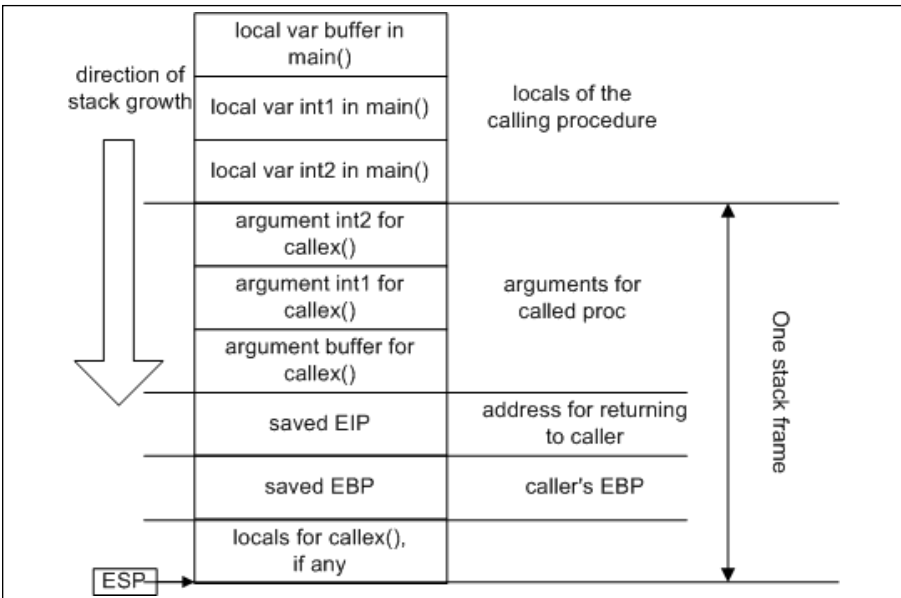 local var buffer in
main()
direction of
stack growth
local var int1 in main()
locals of the
calling procedure
local var int2 in main()
argument int2 for
callex()
argument int1 for
callex()
arguments for
called proc
argument buffer for
callex()
One stack frame
saved EIP
address for returning
to caller
saved EBP
caller's EBP
locals for callex(),
if any
ESP